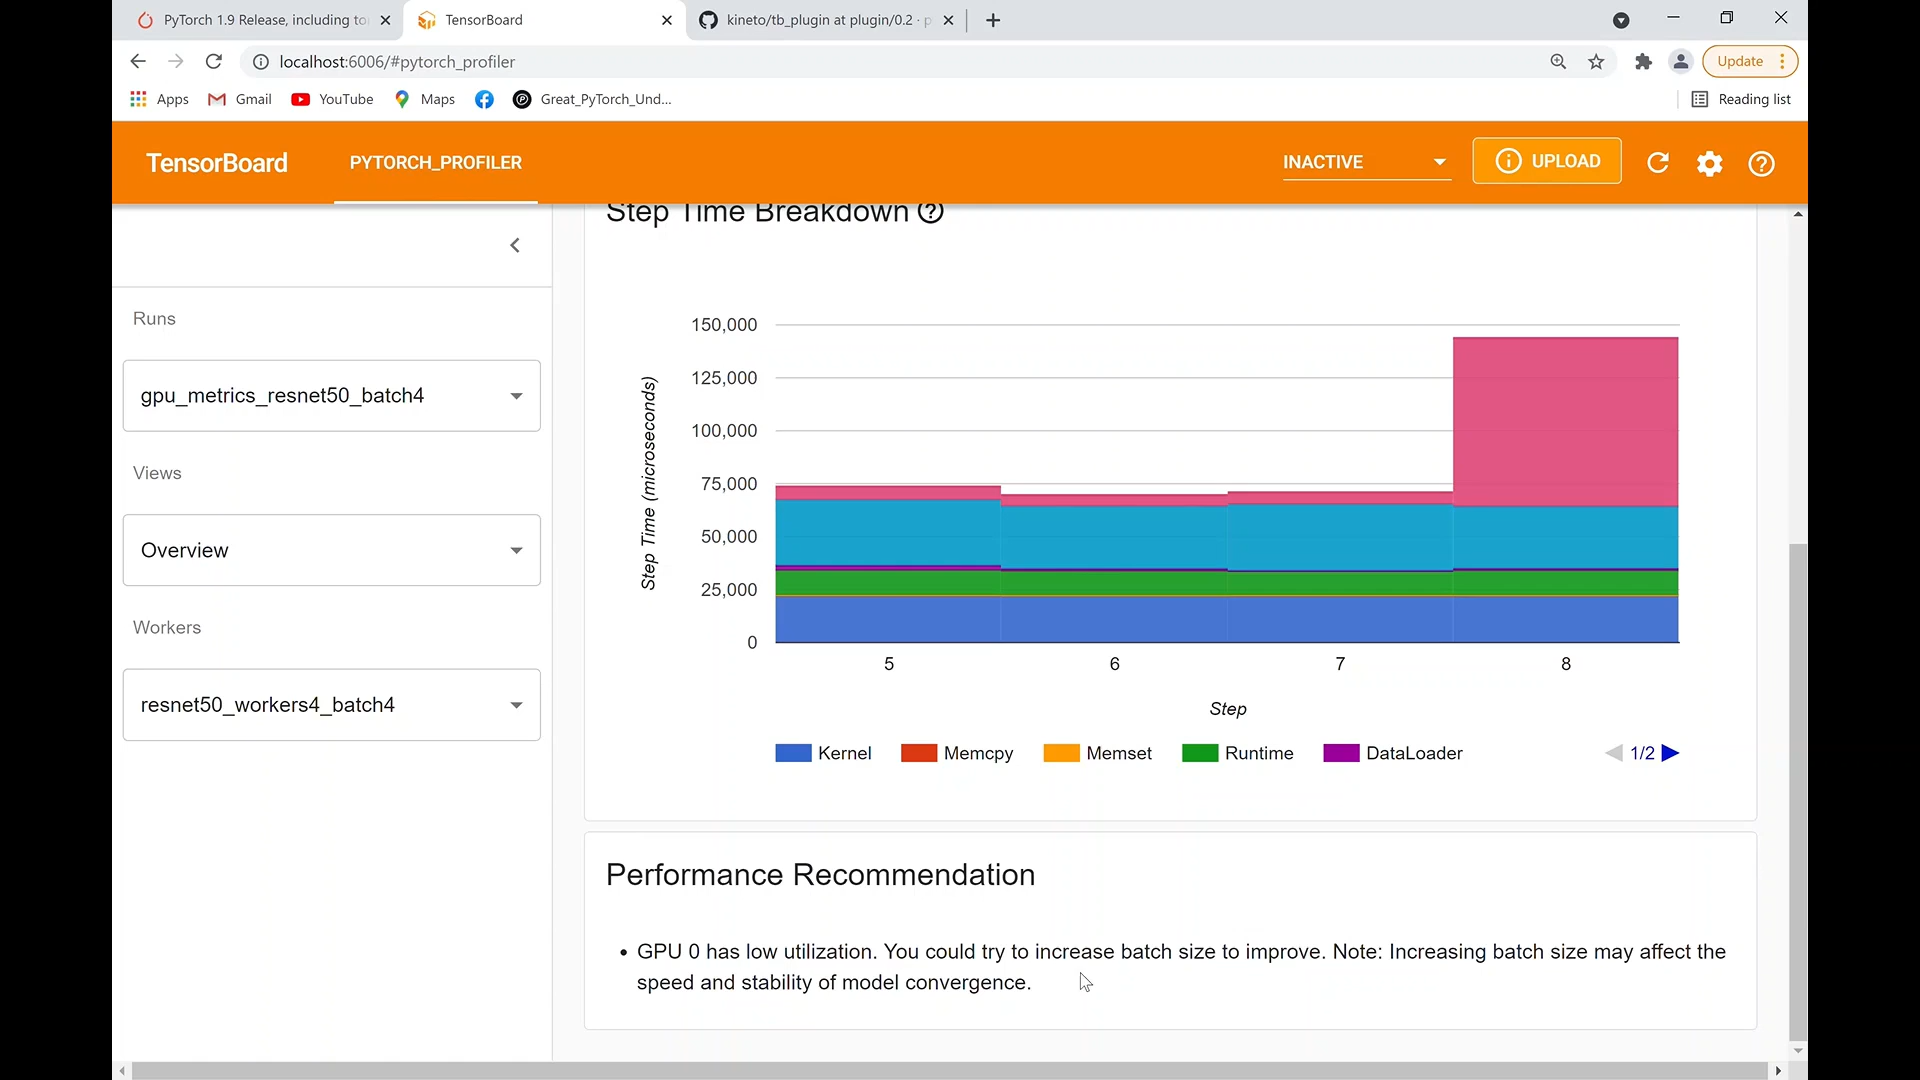 PyTorch 1.9 Release, including to
TensorBoard
kineto/tb_plugin at plugin/0.2 · p
localhost:6006/#pytorch_profiler
Update
Apps
Gmail
YouTube
Maps
Great_PyTorch_Und...
Reading list
TensorBoard
PYTORCH_PROFILER
INACTIVE
UPLOAD
Runs
gpu_metrics_resnet50_batch4
Views
Overview
Workers
resnet50_workers4_batch4
Step Time Breakdown
Step Time (microseconds)
150,000
125,000
100,000
75,000
50,000
25,000
0
5 6 7 8
Step
Kernel Memcpy Memset Runtime DataLoader 1/2
Performance Recommendation
• GPU 0 has low utilization. You could try to increase batch size to improve. Note: Increasing batch size may affect the
speed and stability of model convergence.